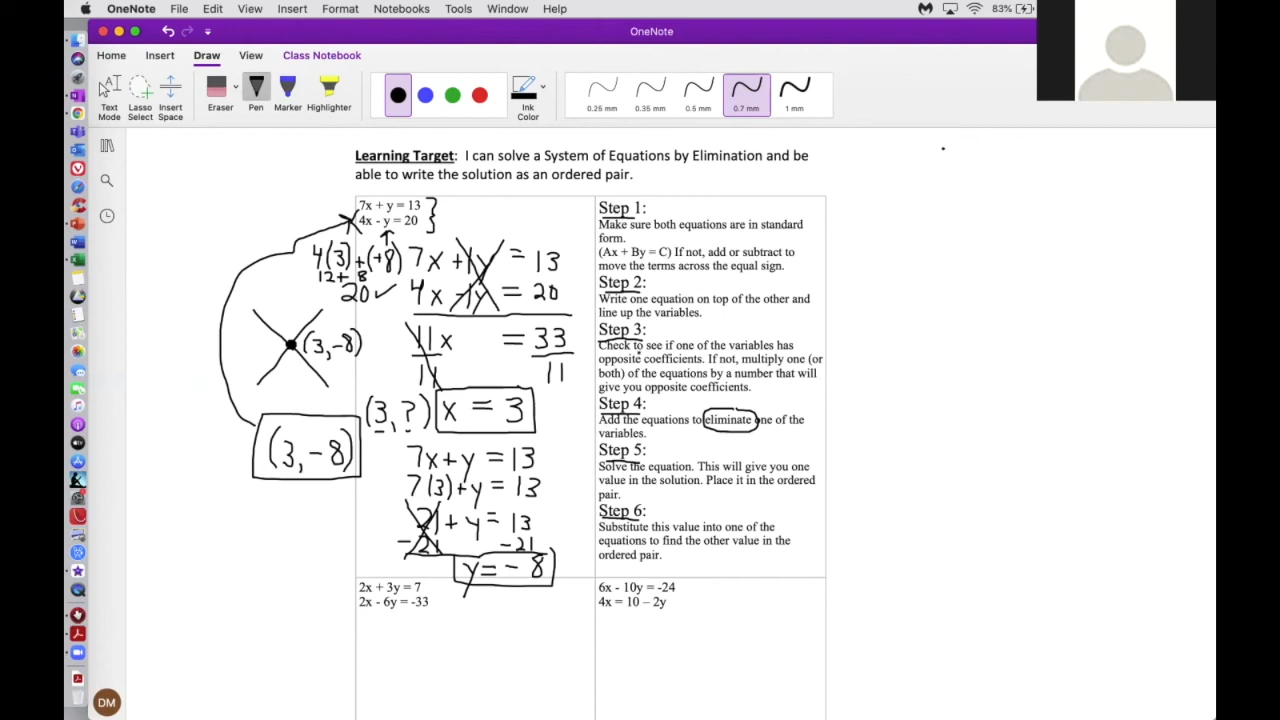 OneNote File Edit View Insert Format Notebooks Tools Window Help 83%
OneNote
Home Insert Draw View Class Notebook
Text Mode
Lasso Select
Insert Space
Eraser
Pen
Marker
Highlighter
Ink Color
0.25 mm
0.35 mm
0.5 mm
0.7 mm
1 mm
Learning Target: I can solve a System of Equations by Elimination and be
able to write the solution as an ordered pair.
7x + y = 13
4x - y = 20
4(3) + (+8)
12 + 8
20 ✓
7x + 1y = 13
4x - 1y = 20
11x = 33
11 11
(3, -8)
(3, ?) x = 3
(3, -8)
7x + y = 13
7(3) + y = 13
21 + y = 13
- 21 - 21
y = - 8
Step 1:
Make sure both equations are in standard
form.
(Ax + By = C) If not, add or subtract to
move the terms across the equal sign.
Step 2:
Write one equation on top of the other and
line up the variables.
Step 3:
Check to see if one of the variables has
opposite coefficients. If not, multiply one (or
both) of the equations by a number that will
give you opposite coefficients.
Step 4:
Add the equations to eliminate one of the
variables.
Step 5:
Solve the equation. This will give you one
value in the solution. Place it in the ordered
pair.
Step 6:
Substitute this value into one of the
equations to find the other value in the
ordered pair.
2x + 3y = 7
2x - 6y = -33
6x - 10y = -24
4x = 10 – 2y
DM